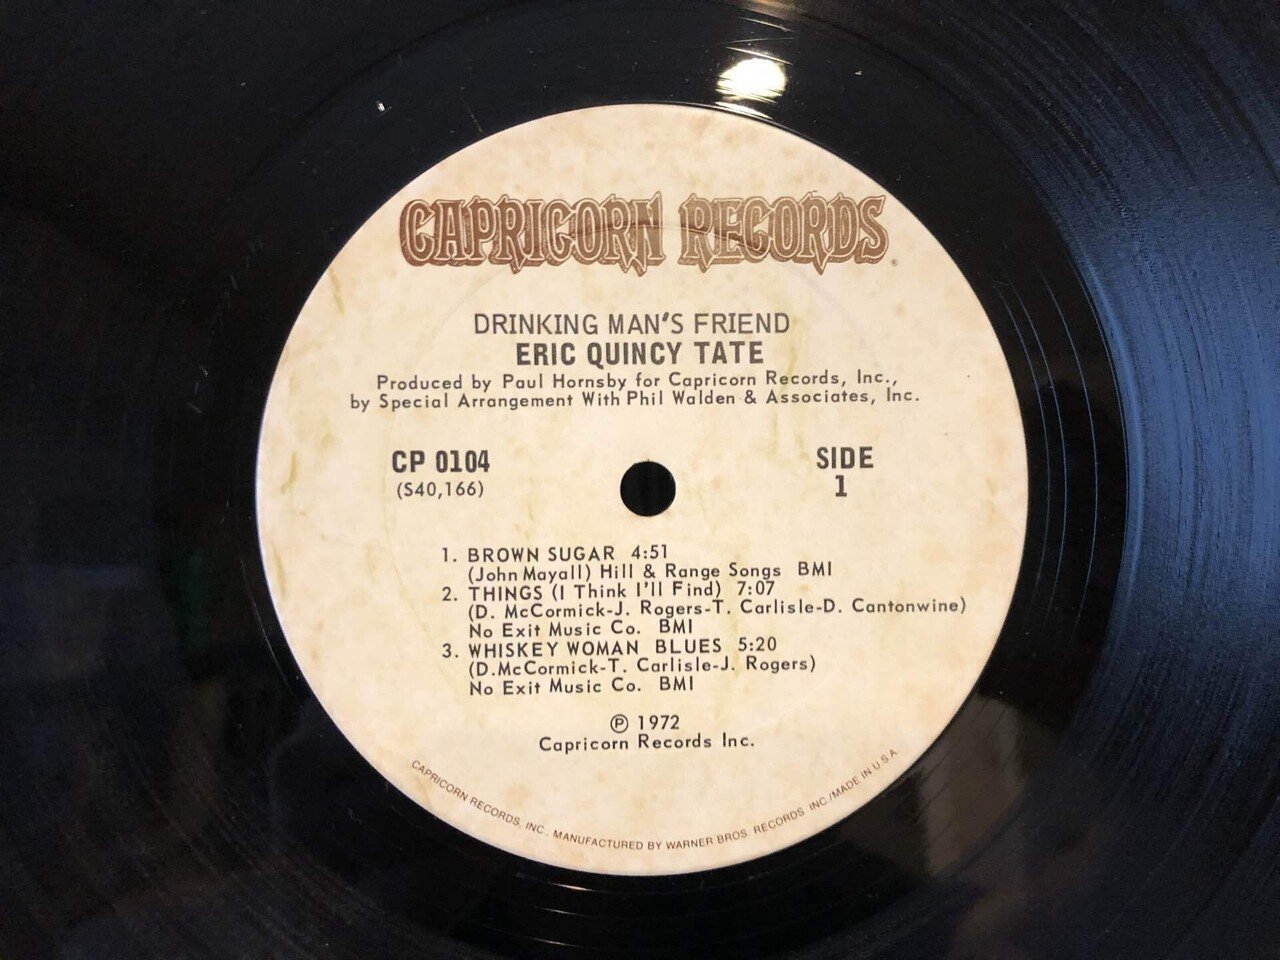 CAPRICORN RECORDS®
DRINKING MAN'S FRIEND
ERIC QUINCY TATE
Produced by Paul Hornsby for Capricorn Records, Inc.,
by Special Arrangement With Phil Walden & Associates, Inc.
CP 0104
(S40,166)
SIDE
1
1. BROWN SUGAR 4:51
(John Mayall) Hill & Range Songs BMI
2. THINGS (I Think I'll Find) 7:07
(D. McCormick-J. Rogers-T. Carlisle-D. Cantonwine)
No Exit Music Co. BMI
3. WHISKEY WOMAN BLUES 5:20
(D.McCormick-T. Carlisle-J. Rogers)
No Exit Music Co. BMI
℗ 1972
Capricorn Records Inc.
CAPRICORN RECORDS, INC., MANUFACTURED BY WARNER BROS. RECORDS INC./MADE IN U.S.A.